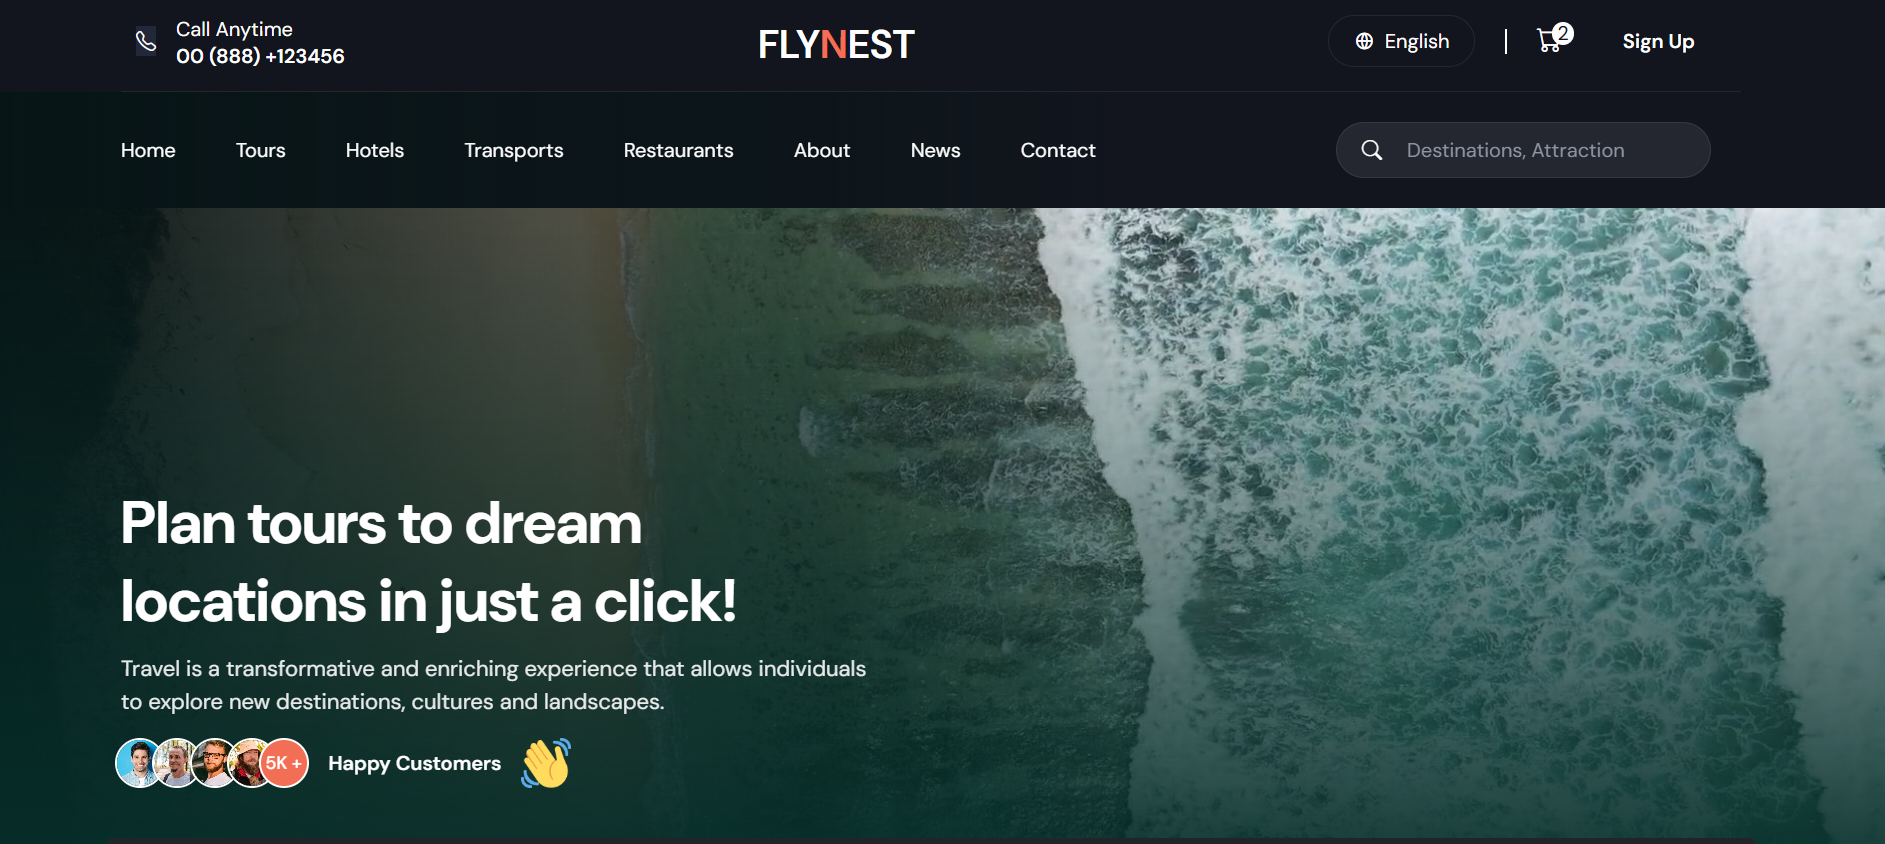 Call Anytime
00 (888) +123456
FLYNEST
English
2
Sign Up
Home Tours Hotels Transports Restaurants About News Contact
Destinations, Attraction
Plan tours to dream
locations in just a click!
Travel is a transformative and enriching experience that allows individuals
to explore new destinations, cultures and landscapes.
5K +
Happy Customers